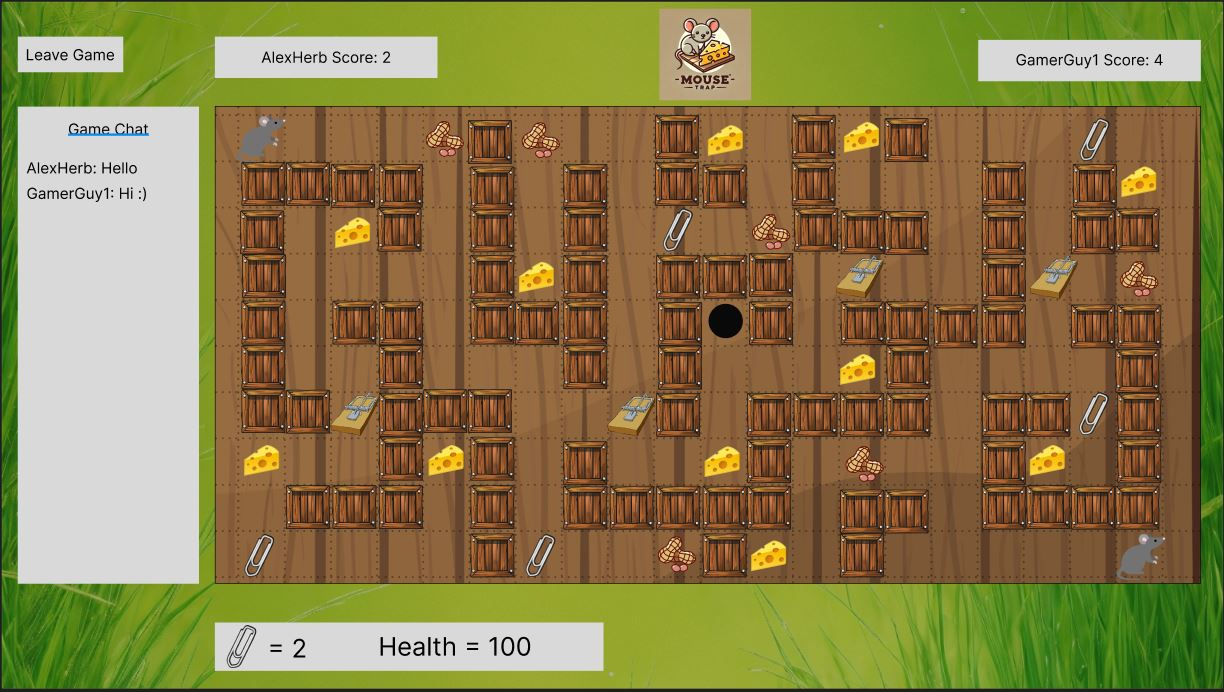 Leave Game
AlexHerb Score: 2
-MOUSE-
-TRAP-
GamerGuy1 Score: 4
Game Chat
AlexHerb: Hello
GamerGuy1: Hi :)
= 2
Health = 100